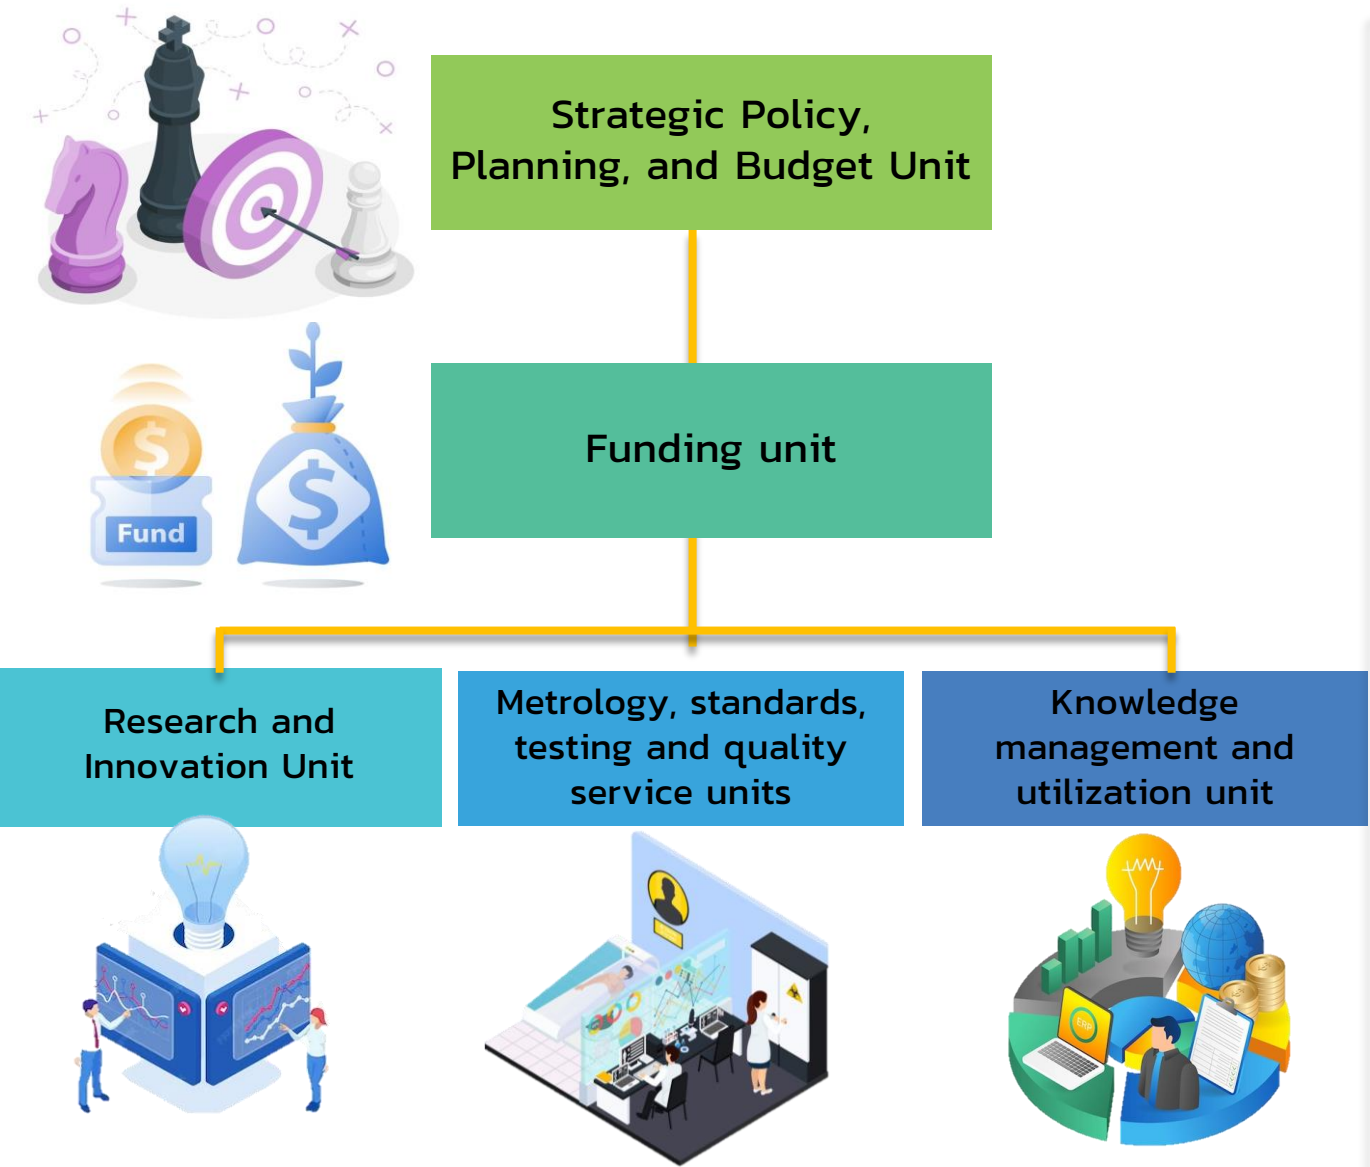 Strategic Policy,
Planning, and Budget Unit
Funding unit
Fund
Research and
Innovation Unit
Metrology, standards,
testing and quality
service units
Knowledge
management and
utilization unit
ERP